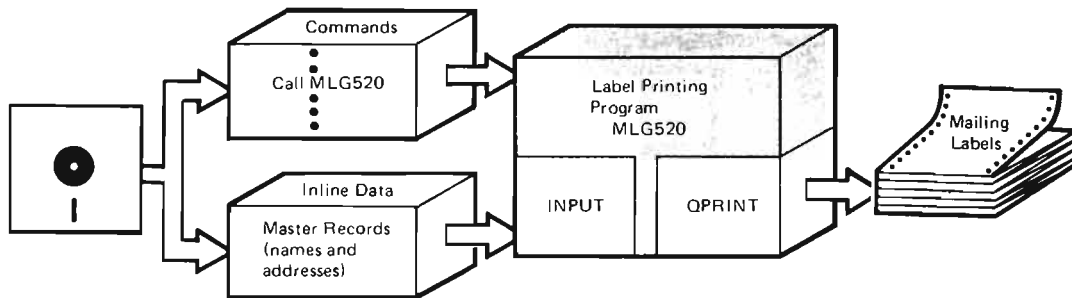 Commands
Call MLG520
Inline Data
Master Records
(names and
addresses)
Label Printing
Program
MLG520
INPUT
QPRINT
Mailing
Labels